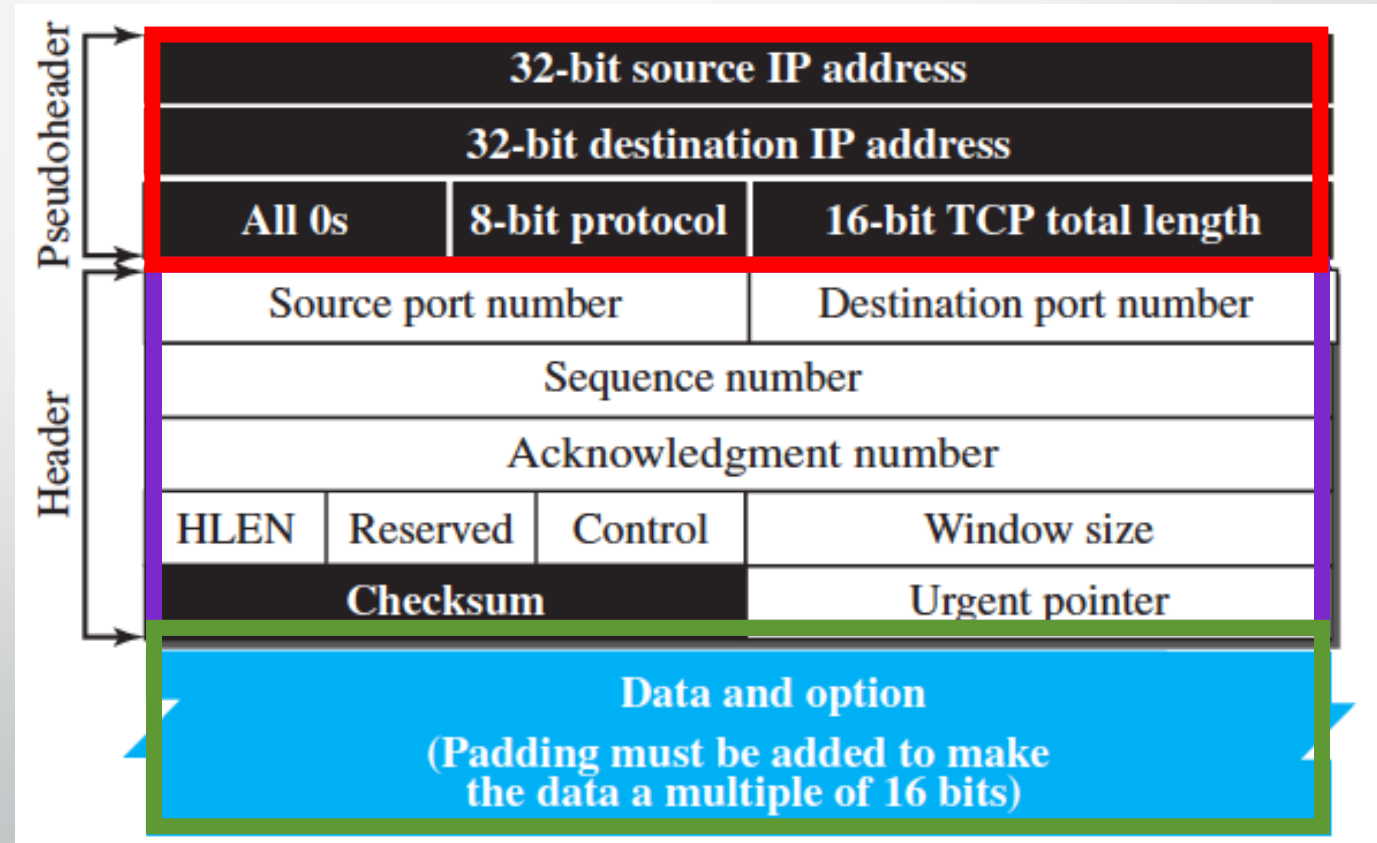 Pseudoheader
32-bit source IP address
32-bit destination IP address
All 0s 8-bit protocol 16-bit TCP total length
Header
Source port number Destination port number
Sequence number
Acknowledgment number
HLEN Reserved Control Window size
Checksum Urgent pointer
Data and option
(Padding must be added to make
the data a multiple of 16 bits)